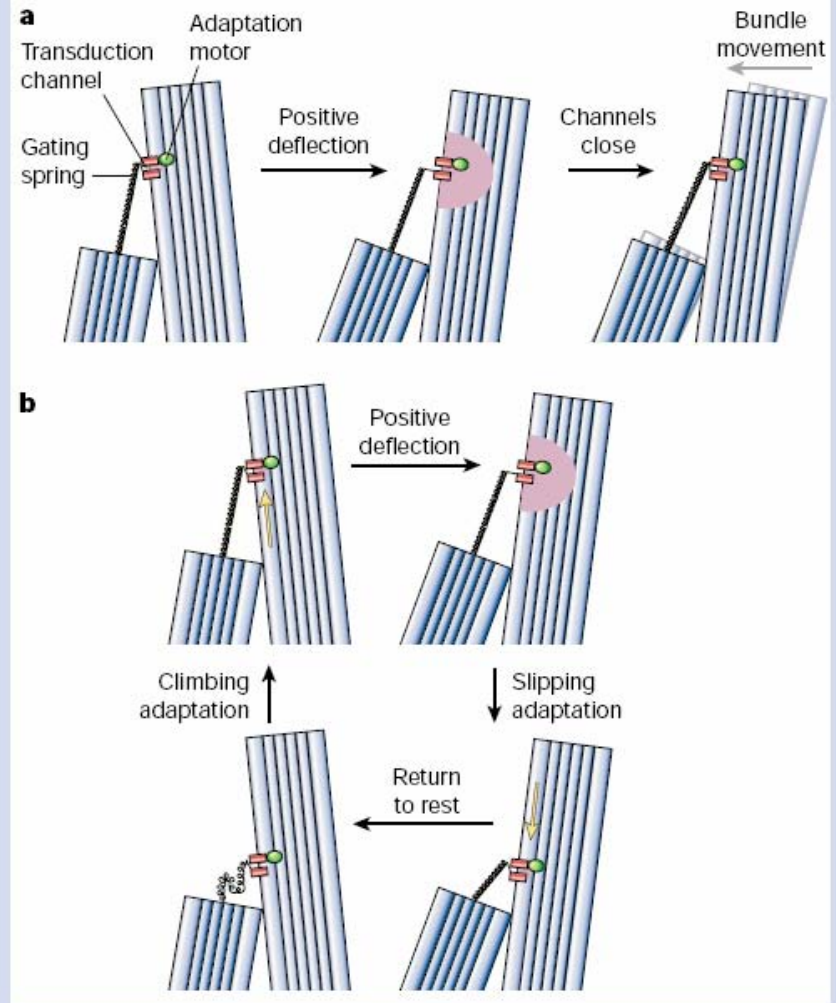 a
Adaptation
motor
Transduction
channel
Gating
spring
Positive
deflection
Channels
close
Bundle
movement
b
Positive
deflection
Climbing
adaptation
Slipping
adaptation
Return
to rest